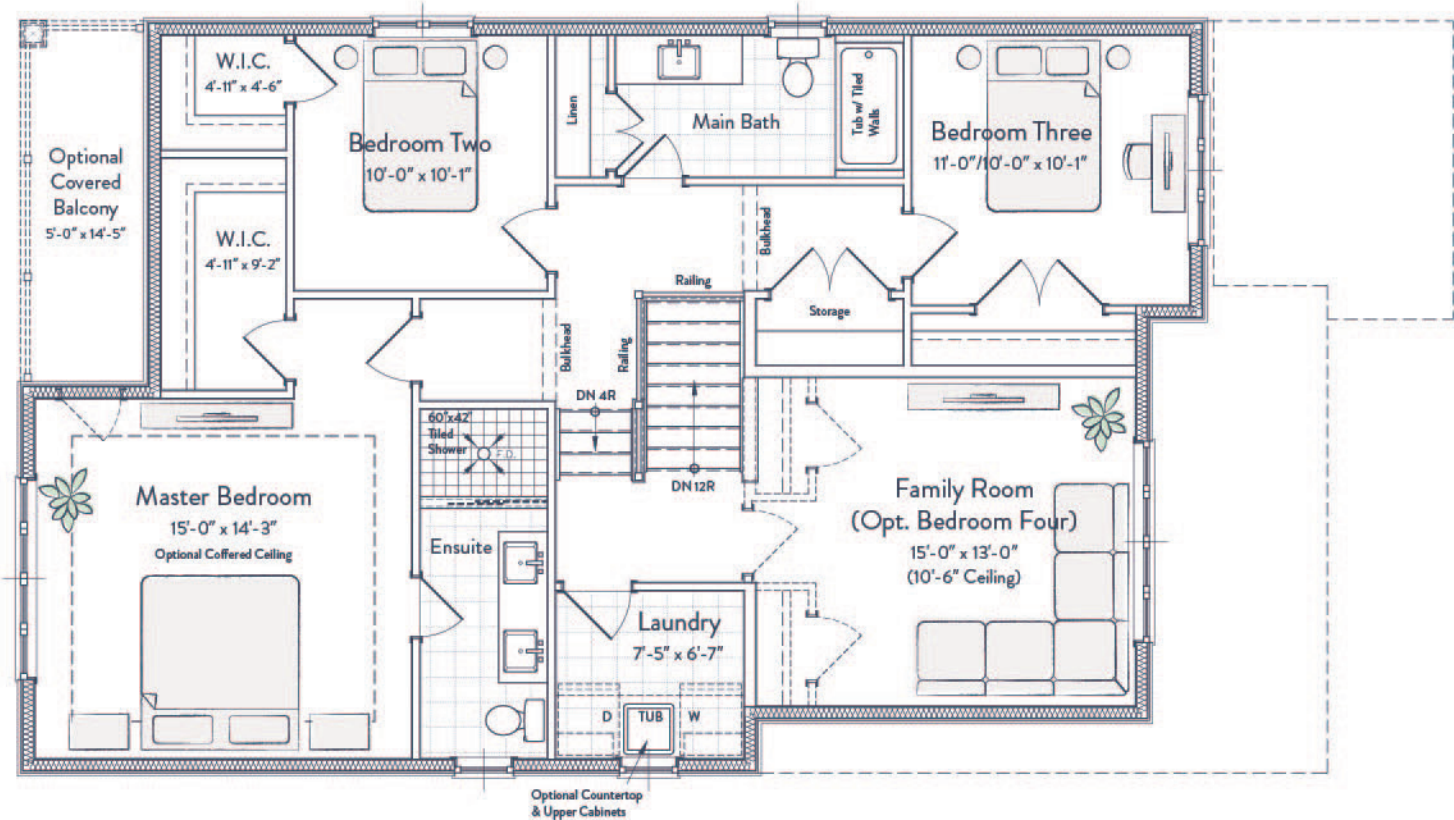 W.I.C.
4'-11" x 4'-6"
Optional
Covered
Balcony
5'-0" x 14'-5"
W.I.C.
4'-11" x 9'-2"
Bedroom Two
10'-0" x 10'-1"
Linen
Main Bath
Tub w/ Tiled
Walls
Bedroom Three
11'-0"/10'-0" x 10'-1"
Bulkhead
Railing
Storage
Bulkhead
Railing
DN 4R
DN 12R
60"x42"
Tiled
Shower
F.D.
Master Bedroom
15'-0" x 14'-3"
Optional Coffered Ceiling
Ensuite
Family Room
(Opt. Bedroom Four)
15'-0" x 13'-0"
(10'-6" Ceiling)
Laundry
7'-5" x 6'-7"
D
TUB
W
Optional Countertop
& Upper Cabinets